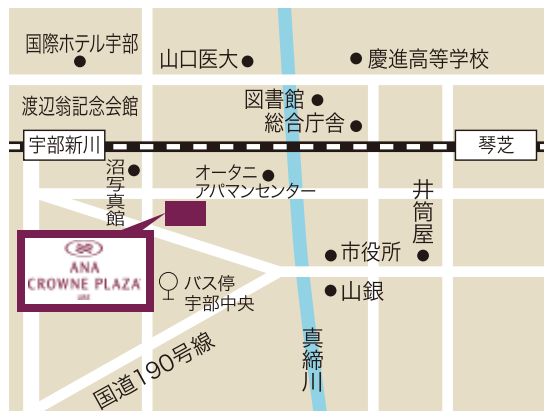 国際ホテル宇部
山口医大
慶進高等学校
渡辺翁記念会館
図書館
総合庁舎
宇部新川
琴芝
沼写真館
オータニ
アパマンセンター
井筒屋
市役所
ANA
CROWNE PLAZA
バス停
宇部中央
山銀
真締川
国道190号線